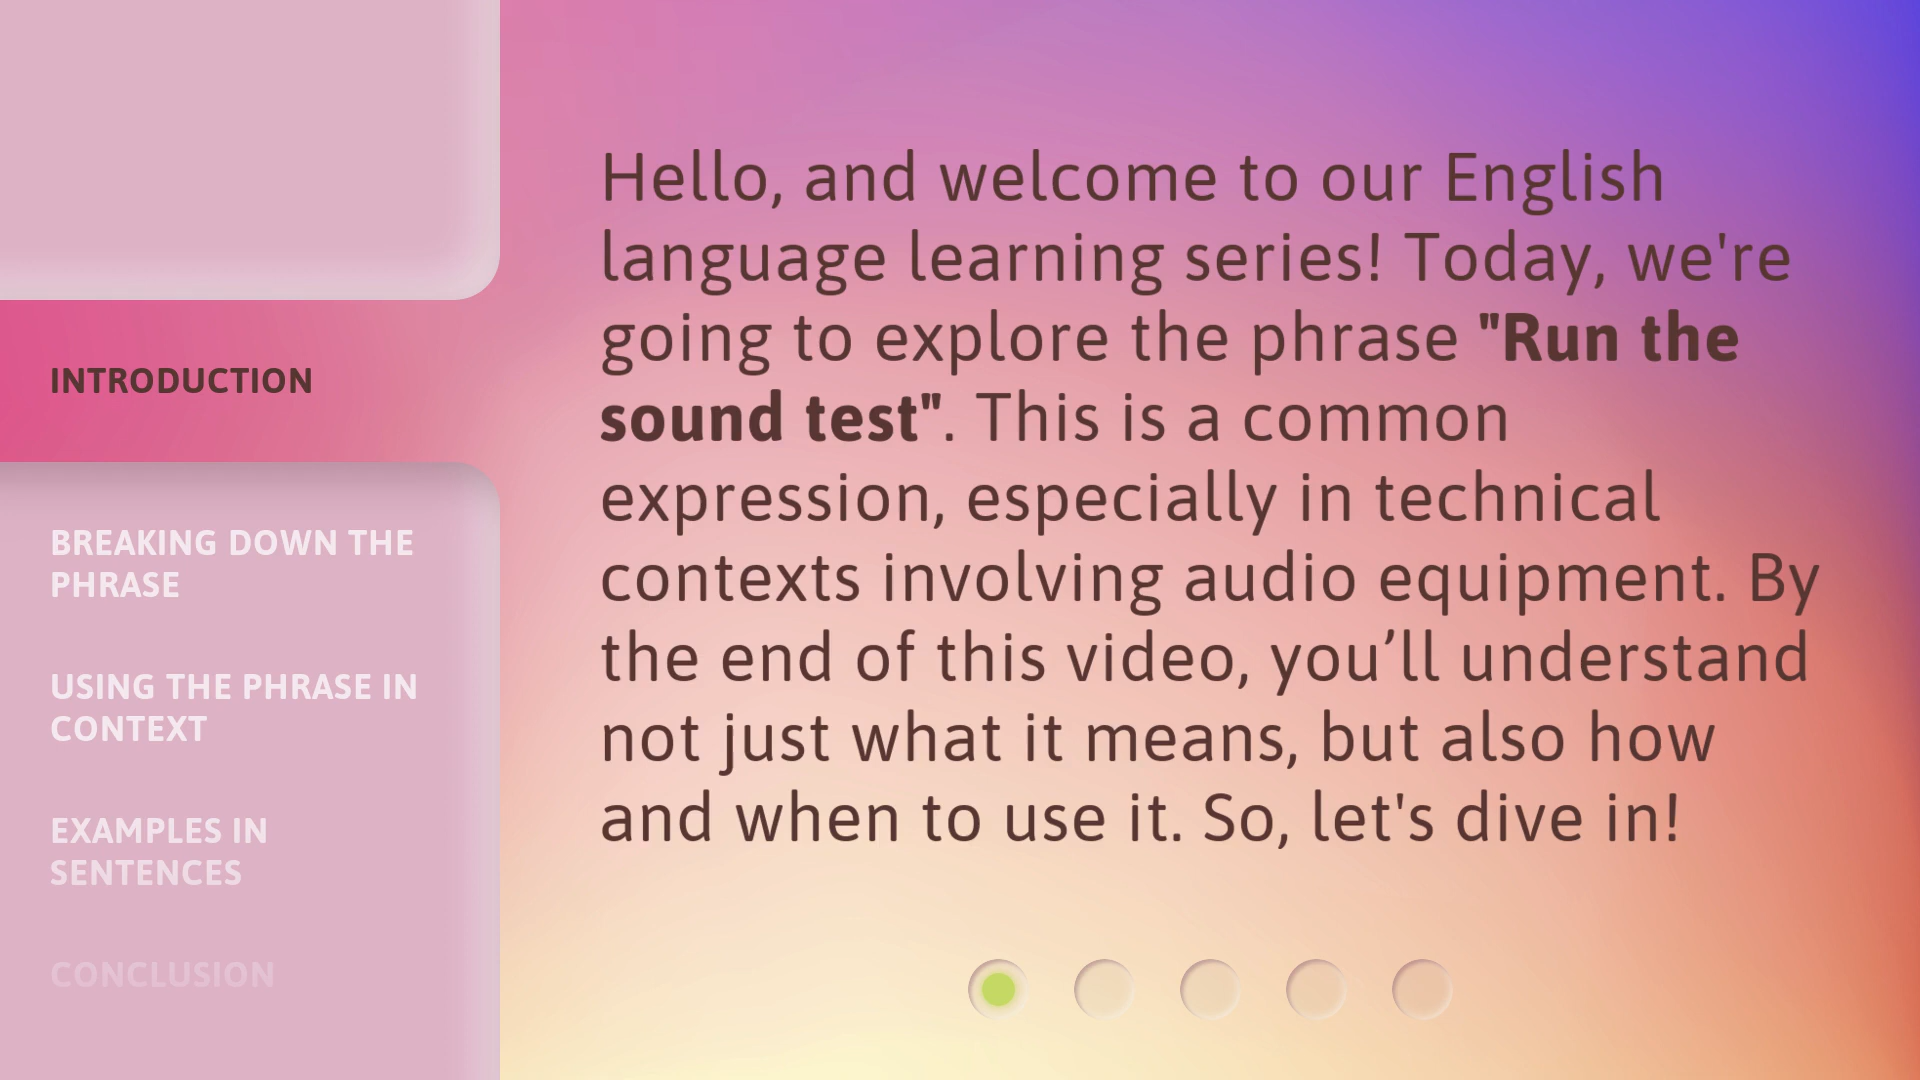 INTRODUCTION
BREAKING DOWN THE
PHRASE
USING THE PHRASE IN
CONTEXT
EXAMPLES IN
SENTENCES
CONCLUSION
Hello, and welcome to our English
language learning series! Today, we're
going to explore the phrase "Run the
sound test". This is a common
expression, especially in technical
contexts involving audio equipment. By
the end of this video, you’ll understand
not just what it means, but also how
and when to use it. So, let's dive in!